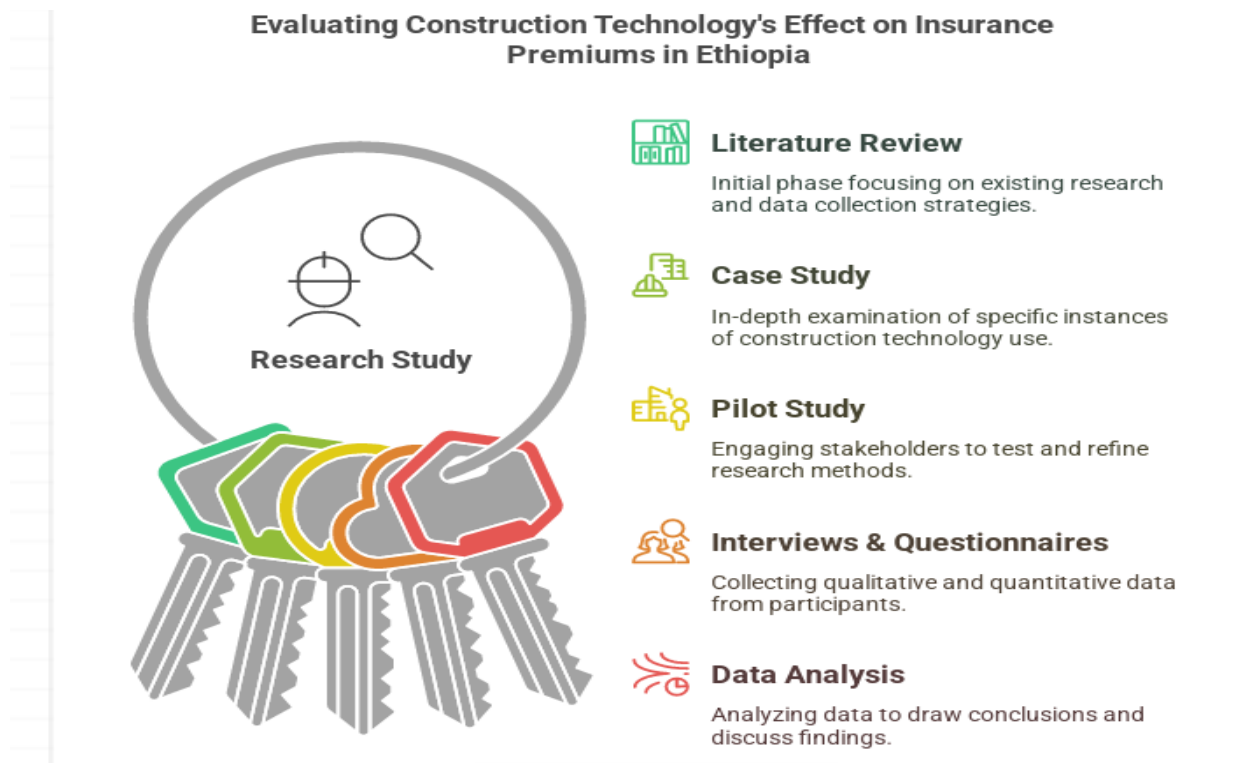 Evaluating Construction Technology's Effect on Insurance
Premiums in Ethiopia
Research Study
Literature Review
Initial phase focusing on existing research
and data collection strategies.
Case Study
In-depth examination of specific instances
of construction technology use.
Pilot Study
Engaging stakeholders to test and refine
research methods.
Interviews & Questionnaires
Collecting qualitative and quantitative data
from participants.
Data Analysis
Analyzing data to draw conclusions and
discuss findings.